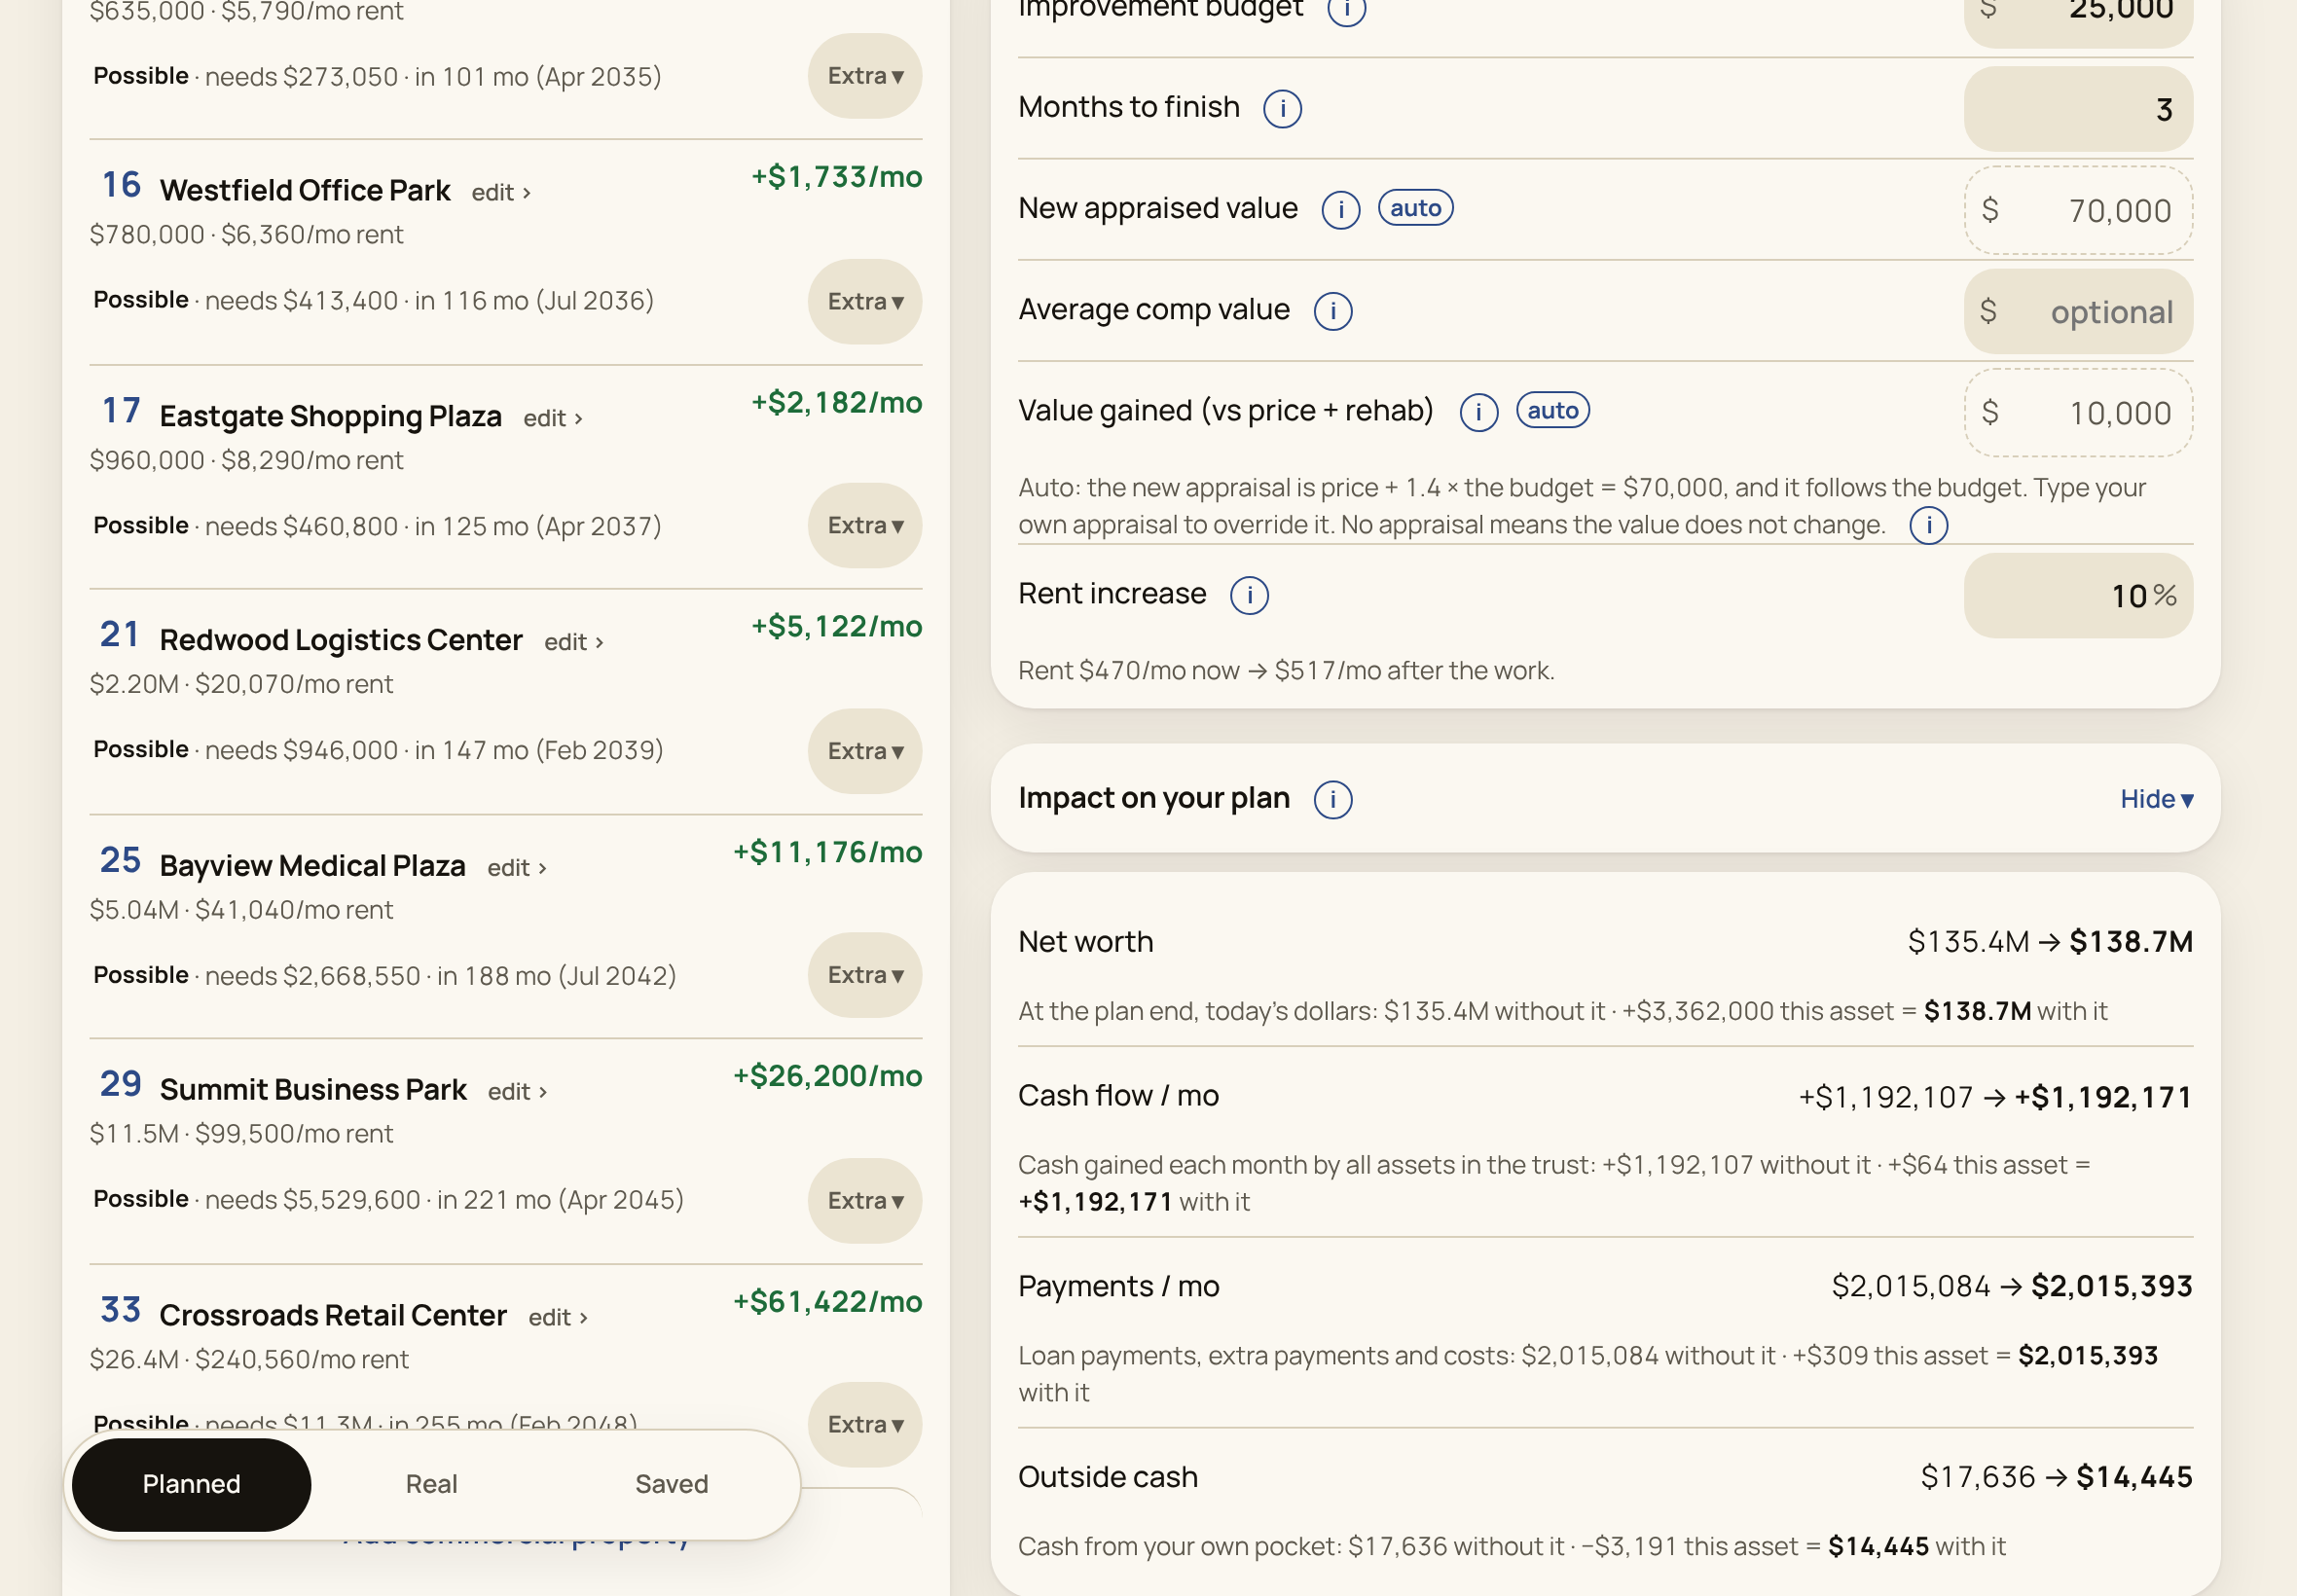 $635,000 · $5,790/mo rent
Possible · needs $273,050 · in 101 mo (Apr 2035)
Extra ▾
16 Westfield Office Park edit ›
+$1,733/mo
$780,000 · $6,360/mo rent
Possible · needs $413,400 · in 116 mo (Jul 2036)
Extra ▾
17 Eastgate Shopping Plaza edit ›
+$2,182/mo
$960,000 · $8,290/mo rent
Possible · needs $460,800 · in 125 mo (Apr 2037)
Extra ▾
21 Redwood Logistics Center edit ›
+$5,122/mo
$2.20M · $20,070/mo rent
Possible · needs $946,000 · in 147 mo (Feb 2039)
Extra ▾
25 Bayview Medical Plaza edit ›
+$11,176/mo
$5.04M · $41,040/mo rent
Possible · needs $2,668,550 · in 188 mo (Jul 2042)
Extra ▾
29 Summit Business Park edit ›
+$26,200/mo
$11.5M · $99,500/mo rent
Possible · needs $5,529,600 · in 221 mo (Apr 2045)
Extra ▾
33 Crossroads Retail Center edit ›
+$61,422/mo
$26.4M · $240,560/mo rent
Possible · needs $11.3M · in 255 mo (Feb 2048)
Extra ▾
Planned Real Saved
Add commercial property
Improvement budget i $ 25,000
Months to finish i 3
New appraised value i auto $ 70,000
Average comp value i $ optional
Value gained (vs price + rehab) i auto $ 10,000
Auto: the new appraisal is price + 1.4 × the budget = $70,000, and it follows the budget. Type your
own appraisal to override it. No appraisal means the value does not change. i
Rent increase i 10 %
Rent $470/mo now → $517/mo after the work.
Impact on your plan i Hide ▾
Net worth $135.4M → $138.7M
At the plan end, today's dollars: $135.4M without it · +$3,362,000 this asset = $138.7M with it
Cash flow / mo +$1,192,107 → +$1,192,171
Cash gained each month by all assets in the trust: +$1,192,107 without it · +$64 this asset =
+$1,192,171 with it
Payments / mo $2,015,084 → $2,015,393
Loan payments, extra payments and costs: $2,015,084 without it · +$309 this asset = $2,015,393
with it
Outside cash $17,636 → $14,445
Cash from your own pocket: $17,636 without it · −$3,191 this asset = $14,445 with it